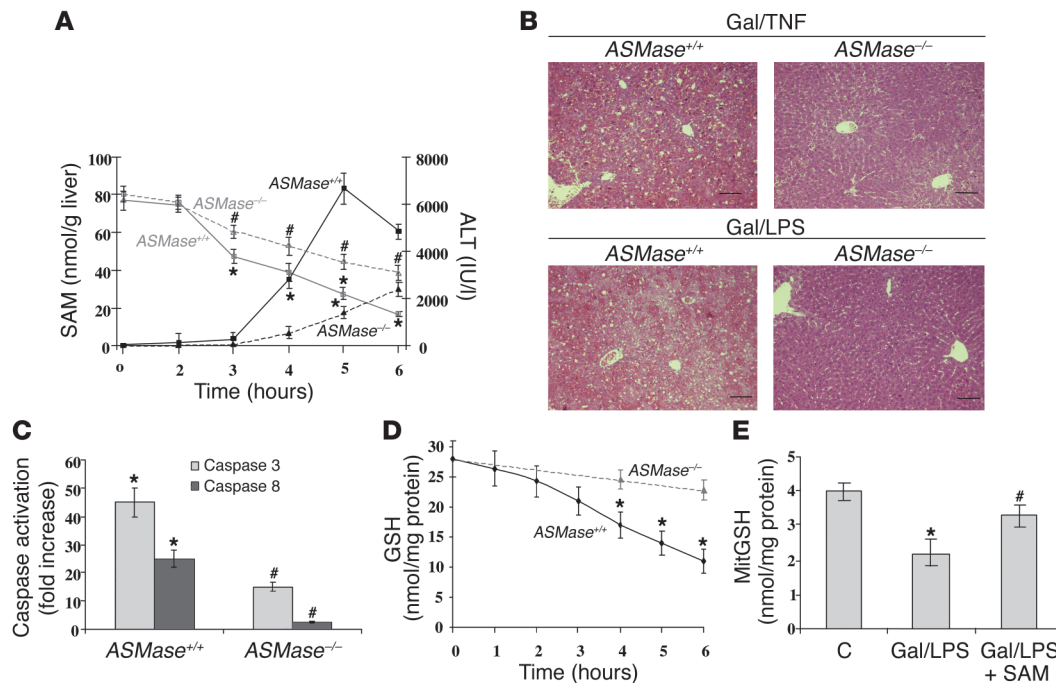 A
SAM (nmol/g liver)
100
80
60
40
20
0
ASMase–/–
ASMase+/+
ASMase+/+
ASMase–/–
#
#
#
#
*
*
*
*
*
8000
6000
4000
2000
0
ALT (IU/l)
0 2 3 4 5 6
Time (hours)
B
Gal/TNF
ASMase+/+ ASMase–/–
Gal/LPS
ASMase+/+ ASMase–/–
C
Caspase activation
(fold increase)
60
50
40
30
20
10
0
Caspase 3
Caspase 8
*
*
#
#
ASMase+/+ ASMase–/–
D
GSH
(nmol/mg protein)
30
25
20
15
10
5
0
ASMase–/–
ASMase+/+
*
*
*
0 1 2 3 4 5 6
Time (hours)
E
MitGSH
(nmol/mg protein)
5
4
3
2
1
0
*
#
C Gal/LPS Gal/LPS
+ SAM